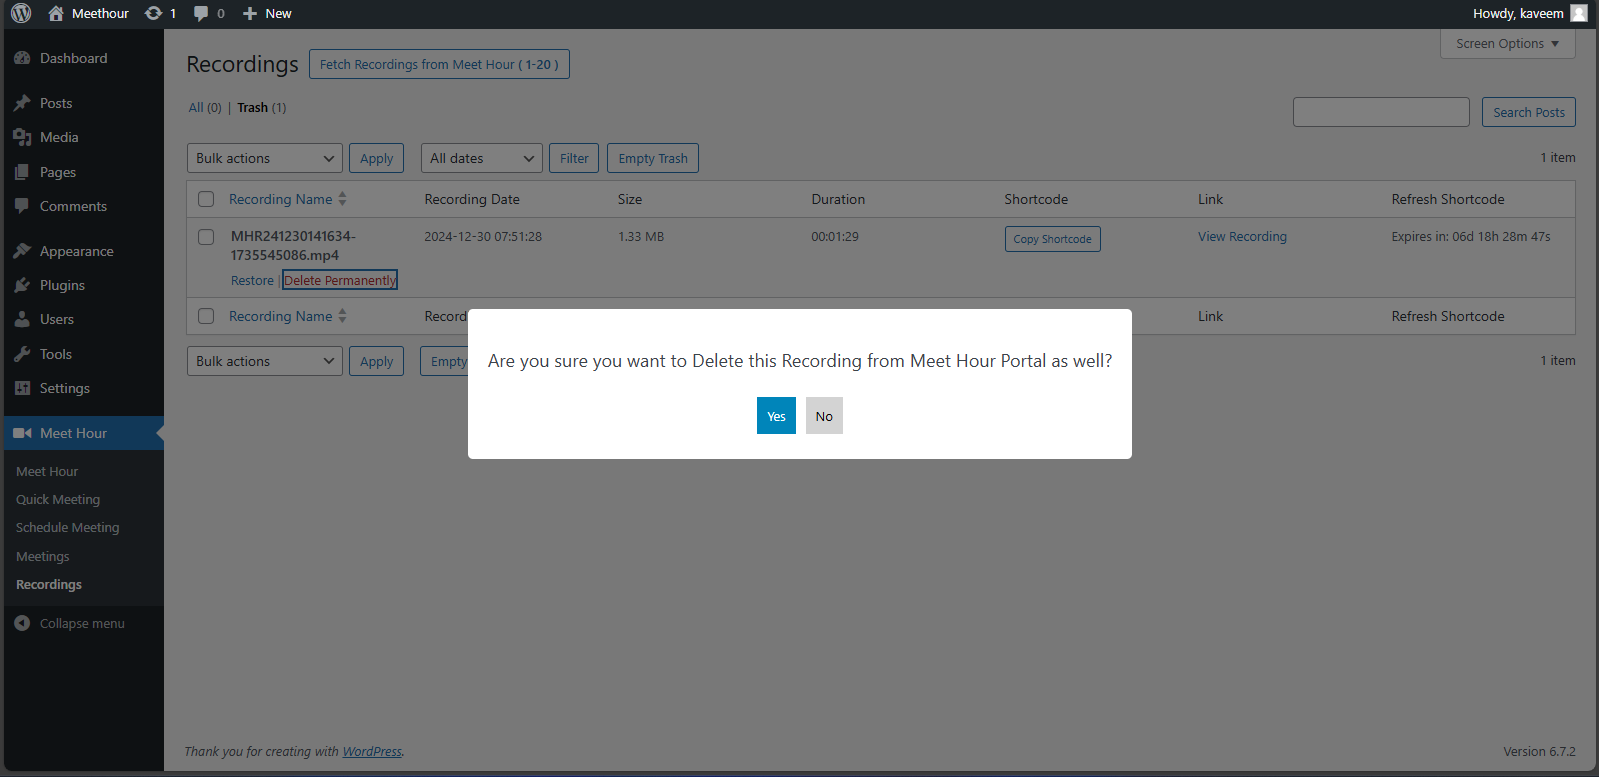 Meethour 1 0 New Howdy, kaveem
Dashboard
Posts
Media
Pages
Comments
Appearance
Plugins
Users
Tools
Settings
Meet Hour
Meet Hour
Quick Meeting
Schedule Meeting
Meetings
Recordings
Collapse menu
Screen Options
Recordings Fetch Recordings from Meet Hour ( 1-20 )
All (0) | Trash (1)
Search Posts
Bulk actions Apply All dates Filter Empty Trash 1 item
Recording Name Recording Date Size Duration Shortcode Link Refresh Shortcode
MHR241230141634- 2024-12-30 07:51:28 1.33 MB 00:01:29 Copy Shortcode View Recording Expires in: 06d 18h 28m 47s
1735545086.mp4
Restore | Delete Permanently
Recording Name Record Link Refresh Shortcode
Bulk actions Apply Empty 1 item
Are you sure you want to Delete this Recording from Meet Hour Portal as well?
Yes No
Thank you for creating with WordPress. Version 6.7.2